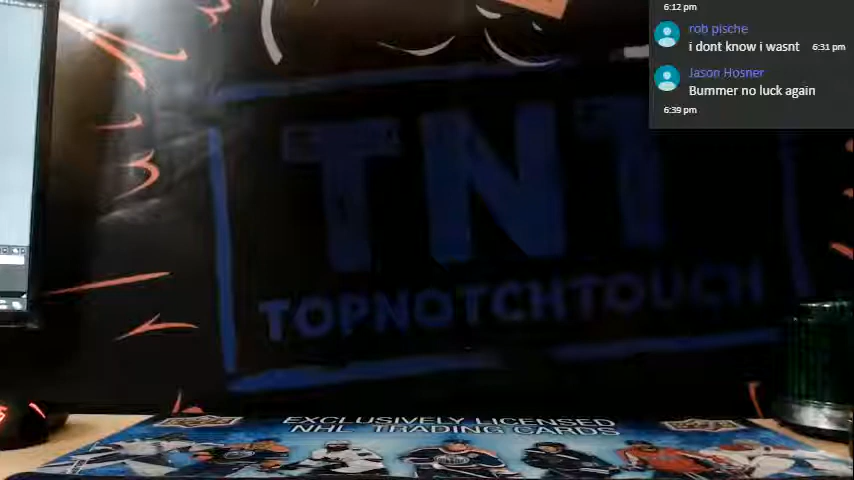 6:12 pm
rob pische
i dont know i wasnt 6:31 pm
Jason Hosner
Bummer no luck again
6:39 pm
TNT
TOPNOTCHTOUCH
EXCLUSIVELY LICENSED
NHL TRADING CARDS